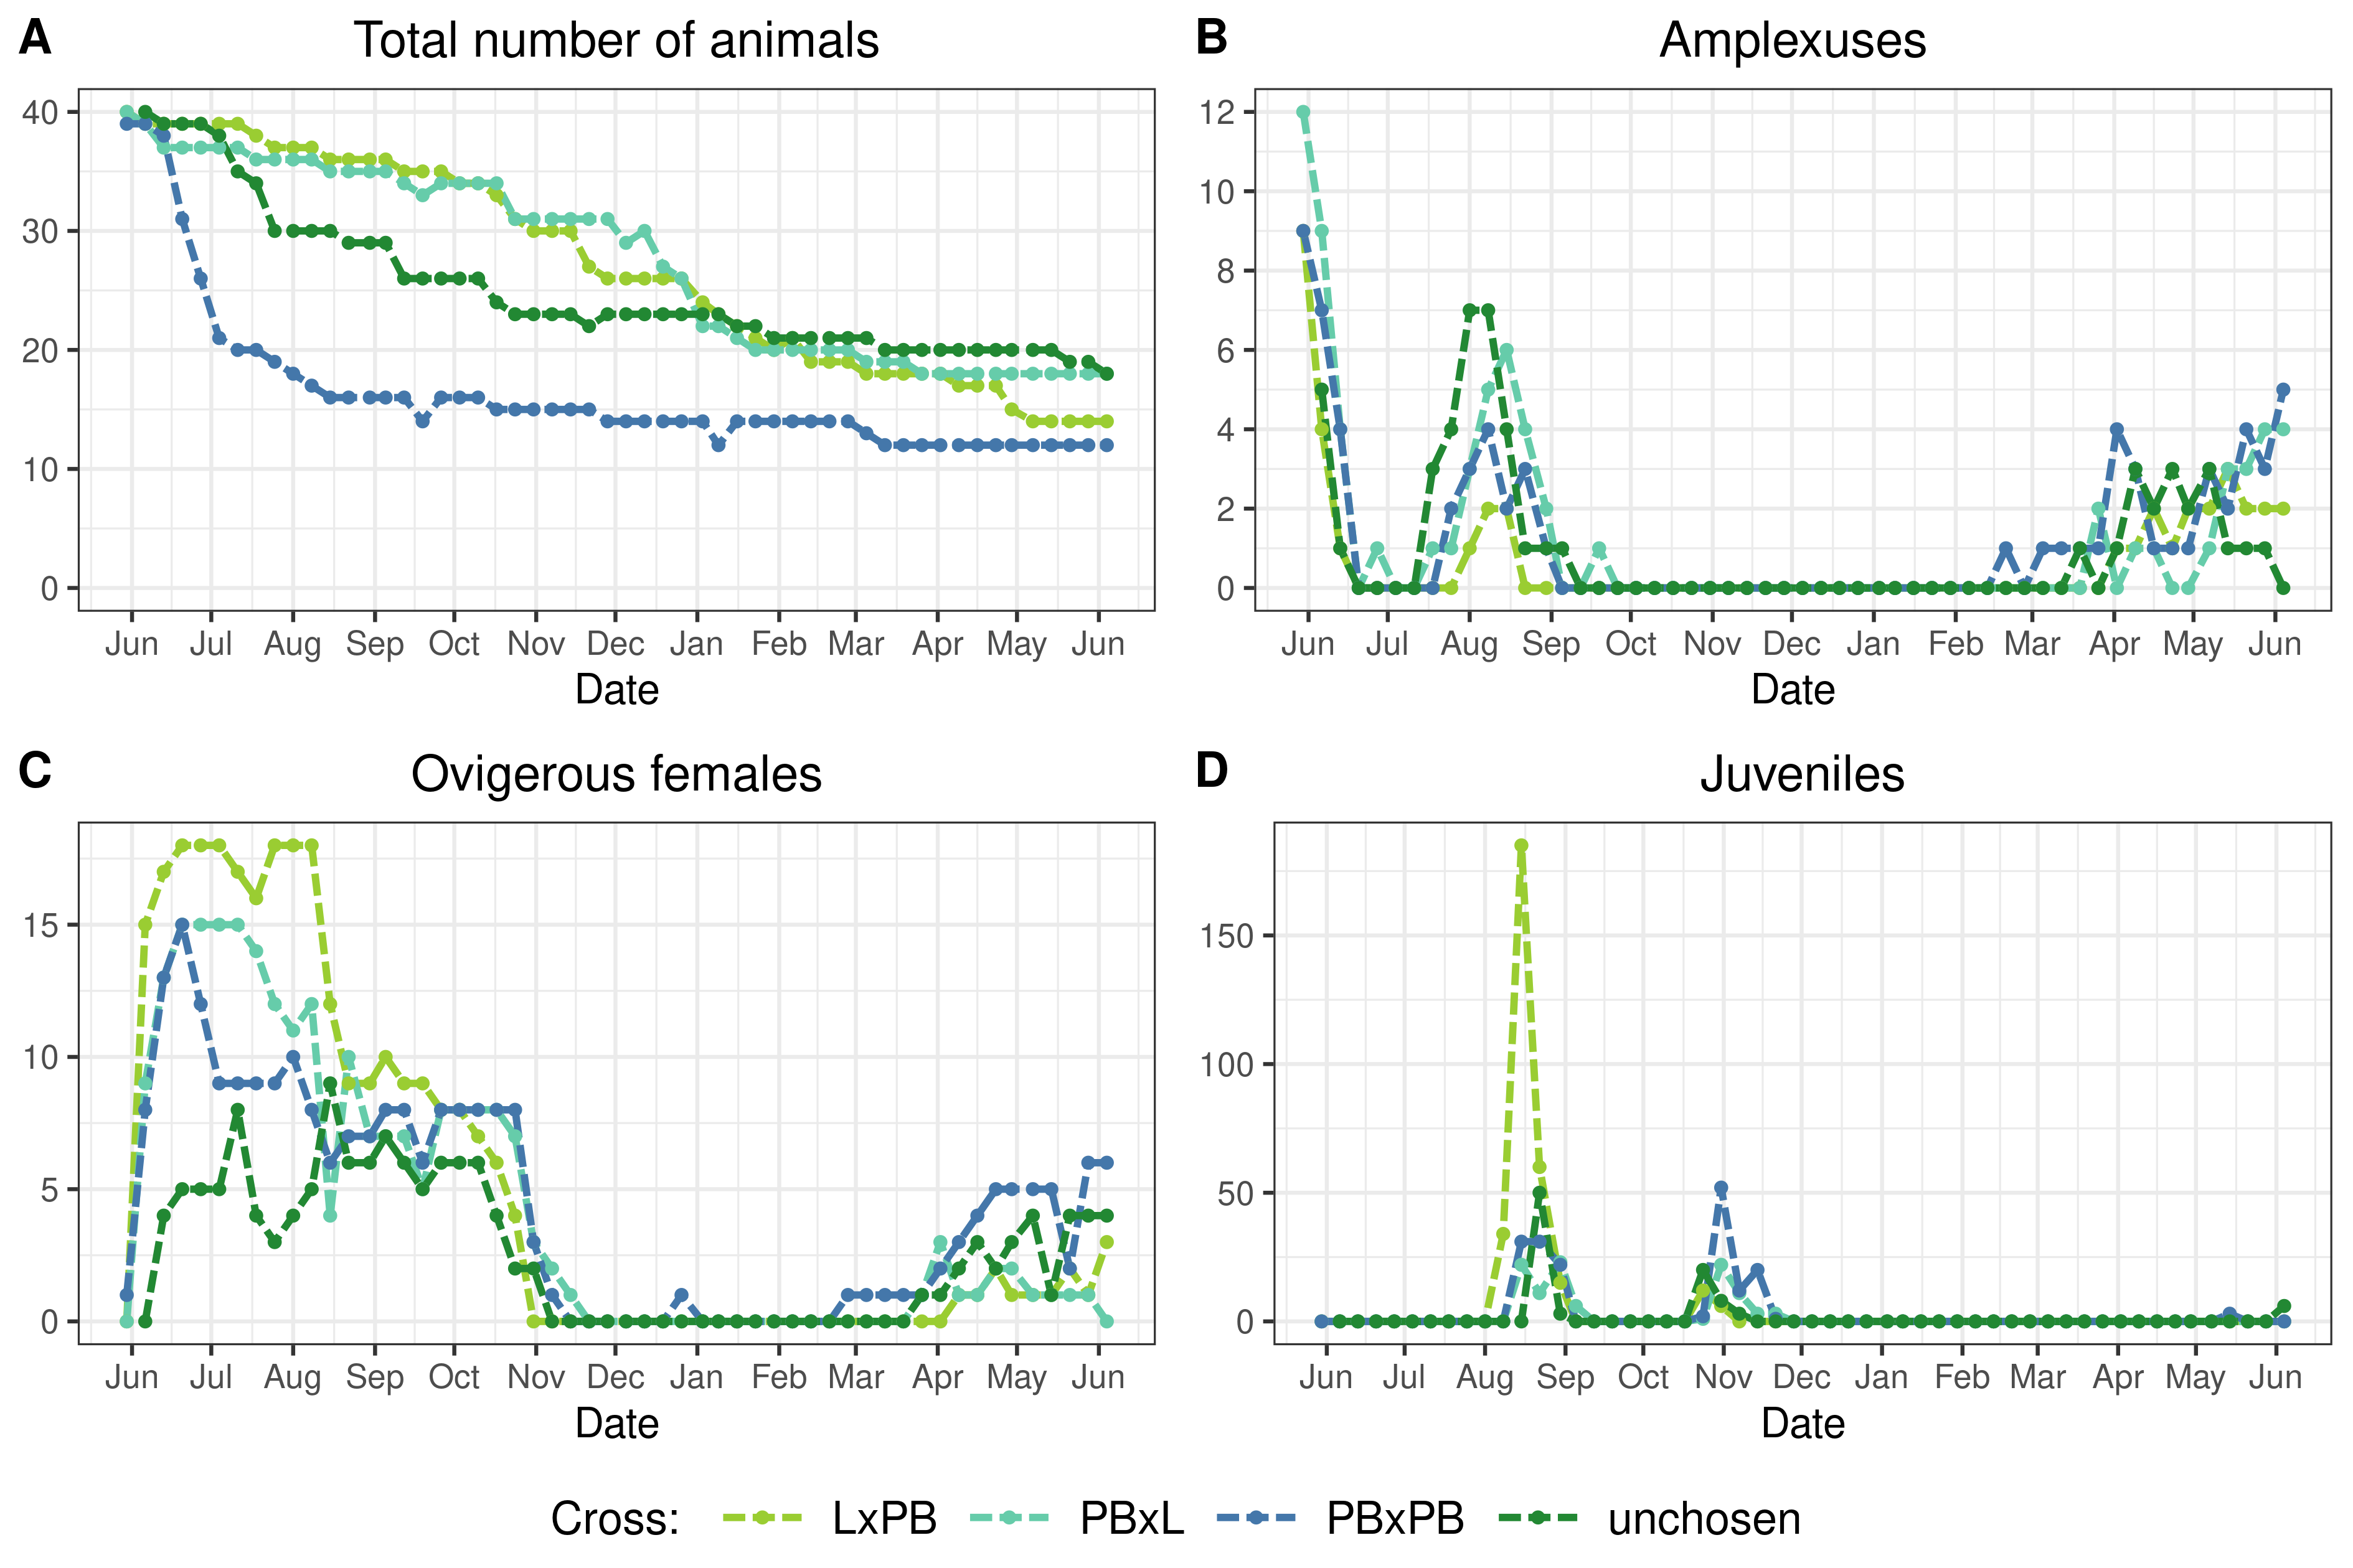 A Total number of animals
40
30
20
10
0
Jun Jul Aug Sep Oct Nov Dec Jan Feb Mar Apr May Jun
Date
B Amplexuses
12
10
8
6
4
2
0
Jun Jul Aug Sep Oct Nov Dec Jan Feb Mar Apr May Jun
Date
C Ovigerous females
15
10
5
0
Jun Jul Aug Sep Oct Nov Dec Jan Feb Mar Apr May Jun
Date
D Juveniles
150
100
50
0
Jun Jul Aug Sep Oct Nov Dec Jan Feb Mar Apr May Jun
Date
Cross: LxPB PBxL PBxPB unchosen